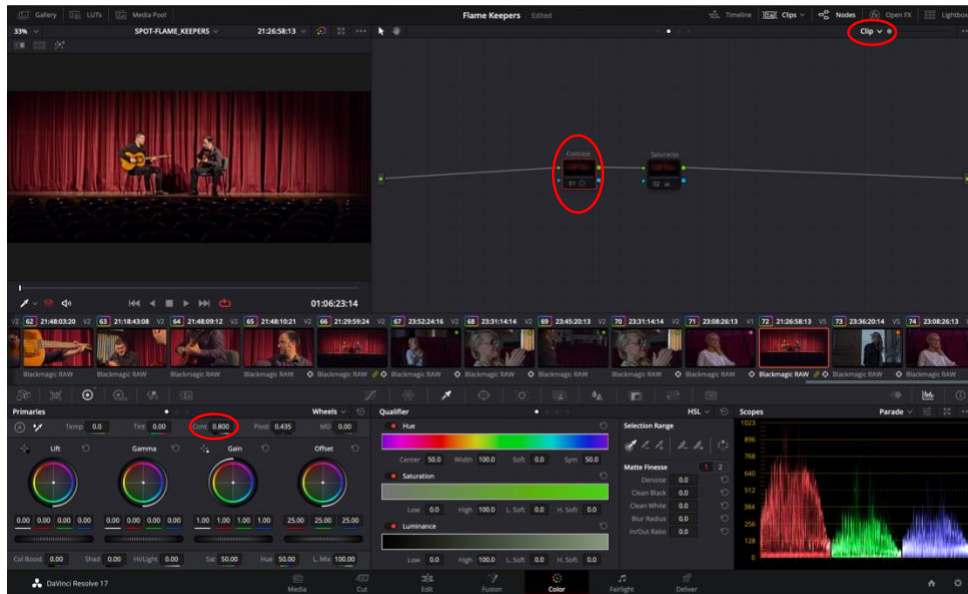 Gallery LUTs Media Pool Flame Keepers Edited Timeline Clips Nodes Open FX Lightbox
33% SPOT-FLAME_KEEPERS 21:26:58:13 Clip
Contrast Saturation
01 02
01:06:23:14
V2 62 21:48:03:20 V2 63 21:18:43:08 V2 64 21:48:09:12 V2 65 21:48:10:21 V2 66 21:29:59:24 V2 67 23:52:24:16 V2 68 23:31:14:14 V2 69 23:45:20:13 V2 70 23:31:14:14 V2 71 23:08:26:13 V1 72 21:26:58:13 V5 73 23:36:20:14 V5 74 23:08:26:13
Blackmagic RAW Blackmagic RAW Blackmagic RAW Blackmagic RAW Blackmagic RAW Blackmagic RAW Blackmagic RAW Blackmagic RAW Blackmagic RAW Blackmagic RAW Blackmagic RAW Blackmagic RAW Blackmagic RAW
Primaries Wheels Qualifier HSL Scopes Parade
A Temp 0.0 Tint 0.00 Cont 0.800 Pivot 0.435 MD 0.00 Hue Selection Range 1023
896
Lift Gamma Gain Offset Center 50.0 Width 100.0 Soft 0.0 Sym 50.0 768
Saturation Matte Finesse 1 2 640
Denoise 0.0
Low 0.0 High 100.0 L. Soft 0.0 H. Soft 0.0 Clean Black 0.0 512
0.00 0.00 0.00 0.00 0.00 0.00 0.00 0.00 1.00 1.00 1.00 1.00 25.00 25.00 25.00 Clean White 0.0 384
Luminance Blur Radius 0.0 256
In/Out Ratio 0.0 128
Col Boost 0.00 Shad 0.00 Hi/Light 0.00 Sat 50.00 Hue 50.00 L. Mix 100.00 Low 0.0 High 100.0 L. Soft 0.0 H. Soft 0.0 0
DaVinci Resolve 17 Media Cut Edit Fusion Color Fairlight Deliver